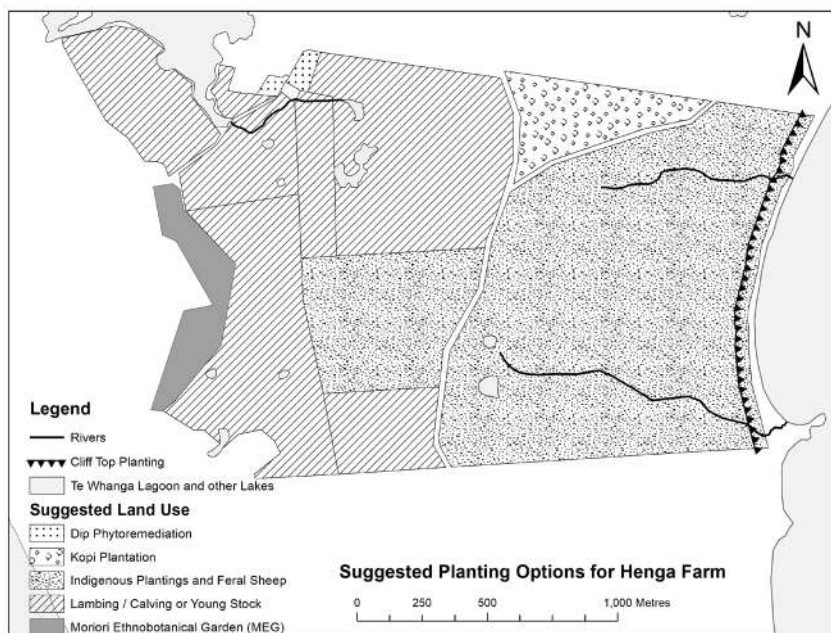 N
Legend
Rivers
Cliff Top Planting
Te Whanga Lagoon and other Lakes
Suggested Land Use
Dip Phytoremediation
Kopi Plantation
Indigenous Plantings and Feral Sheep
Lambing / Calving or Young Stock
Moriori Ethnobotanical Garden (MEG)
Suggested Planting Options for Henga Farm
0 250 500 1,000 Metres